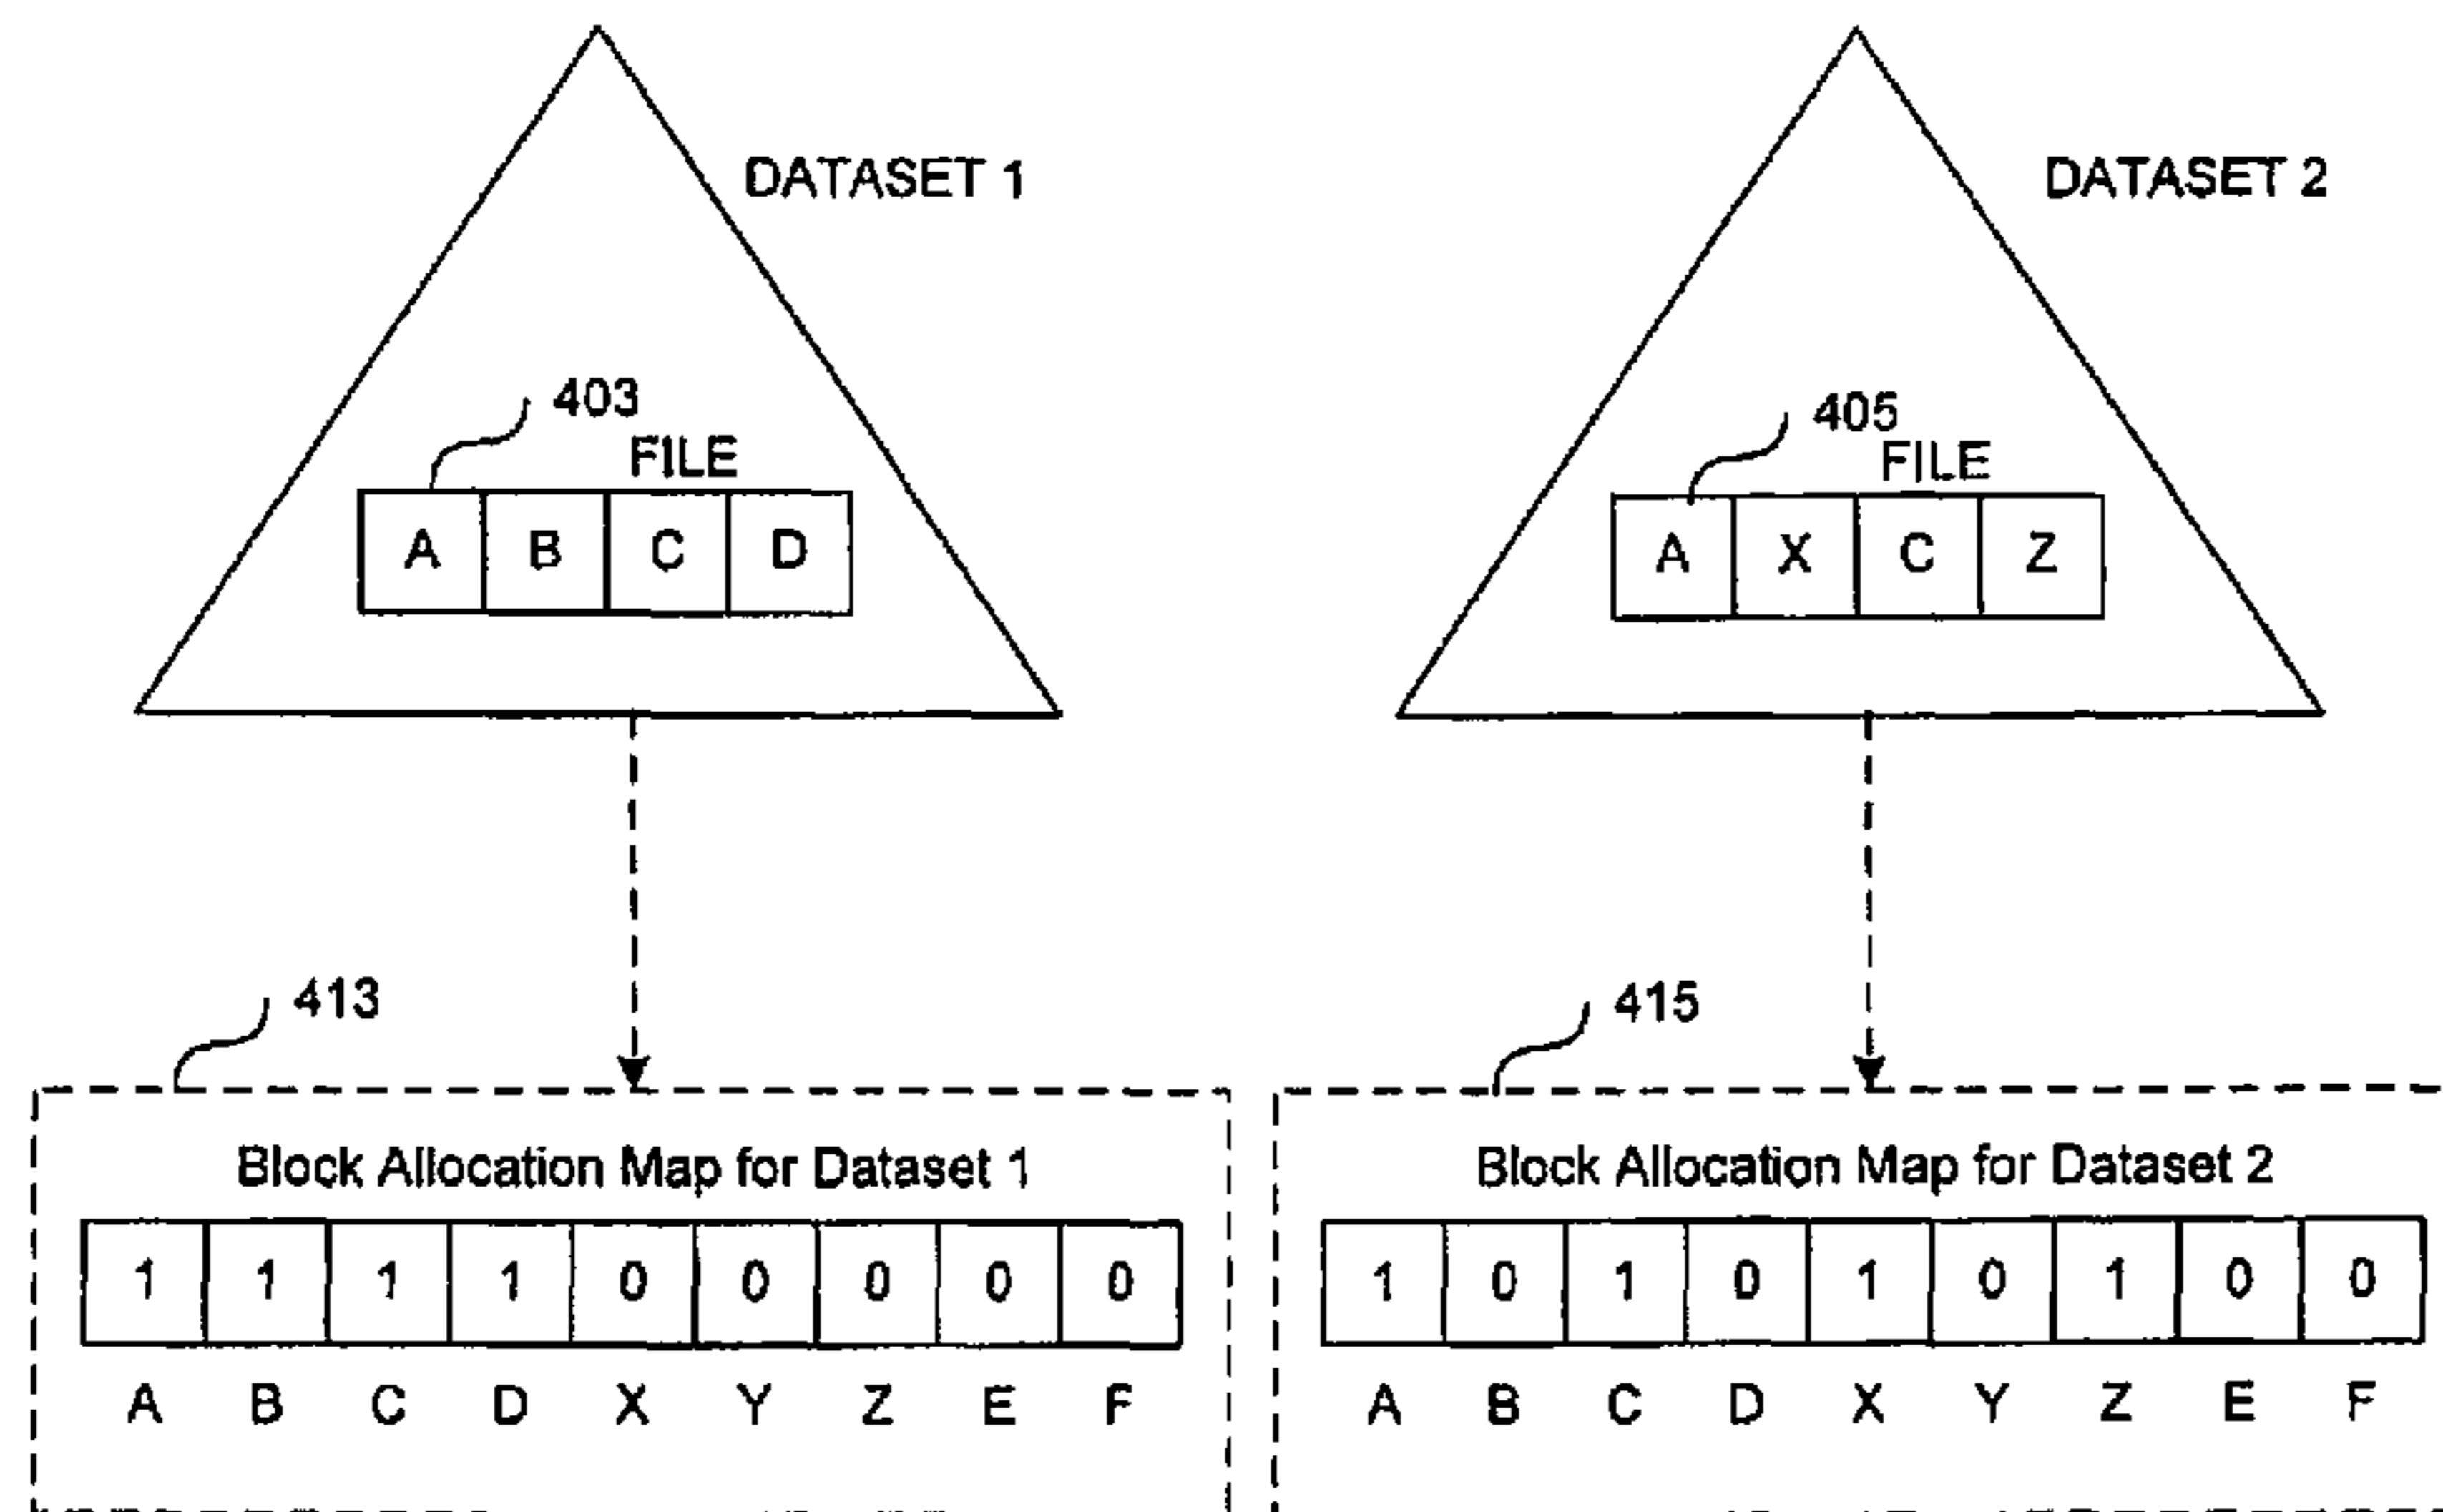 DATASET 1
DATASET 2
403
FILE
A B C D
405
FILE
A X C Z
413
415
Block Allocation Map for Dataset 1
1 1 1 1 0 0 0 0 0
A B C D X Y Z E F
Block Allocation Map for Dataset 2
1 0 1 0 1 0 1 0 0
A B C D X Y Z E F